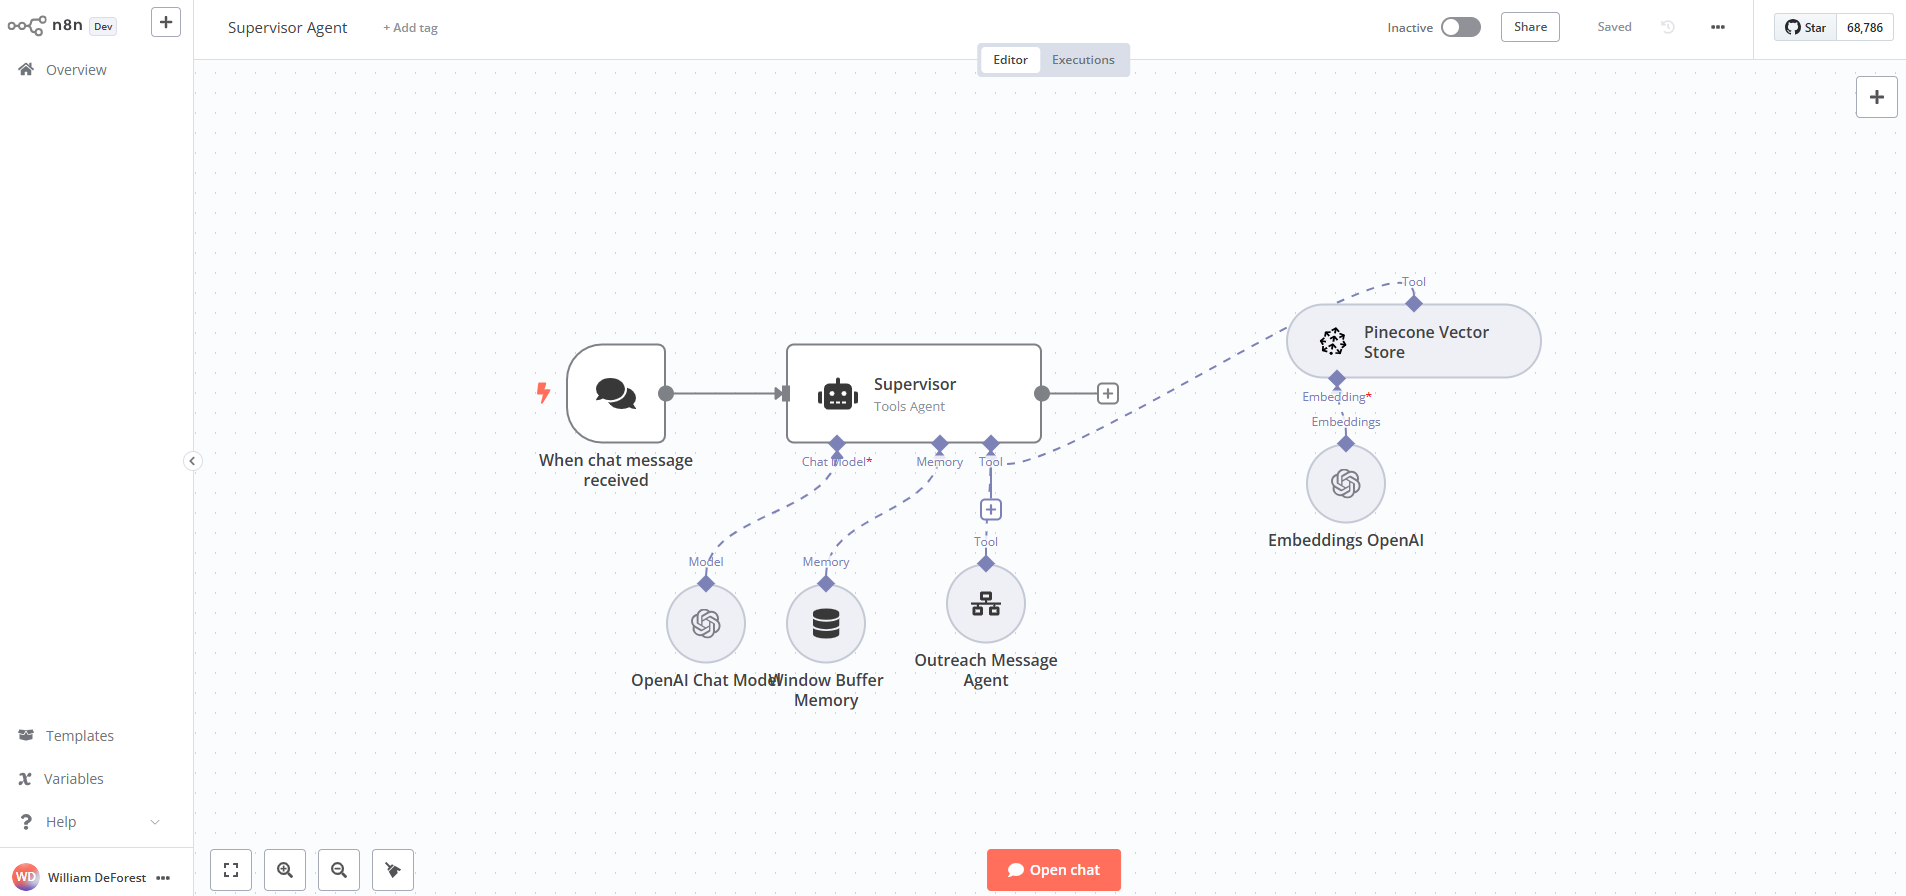 n8n
Dev
Overview
Supervisor Agent
+ Add tag
Inactive
Share
Saved
Star
68,786
Editor
Executions
Tool
Pinecone Vector
Store
Embedding*
Embeddings
Embeddings OpenAI
Supervisor
Tools Agent
When chat message
received
Chat Model*
Memory
Tool
Model
Memory
Tool
OpenAI Chat Model
Window Buffer
Memory
Outreach Message
Agent
Templates
Variables
Help
WD
William DeForest
Open chat